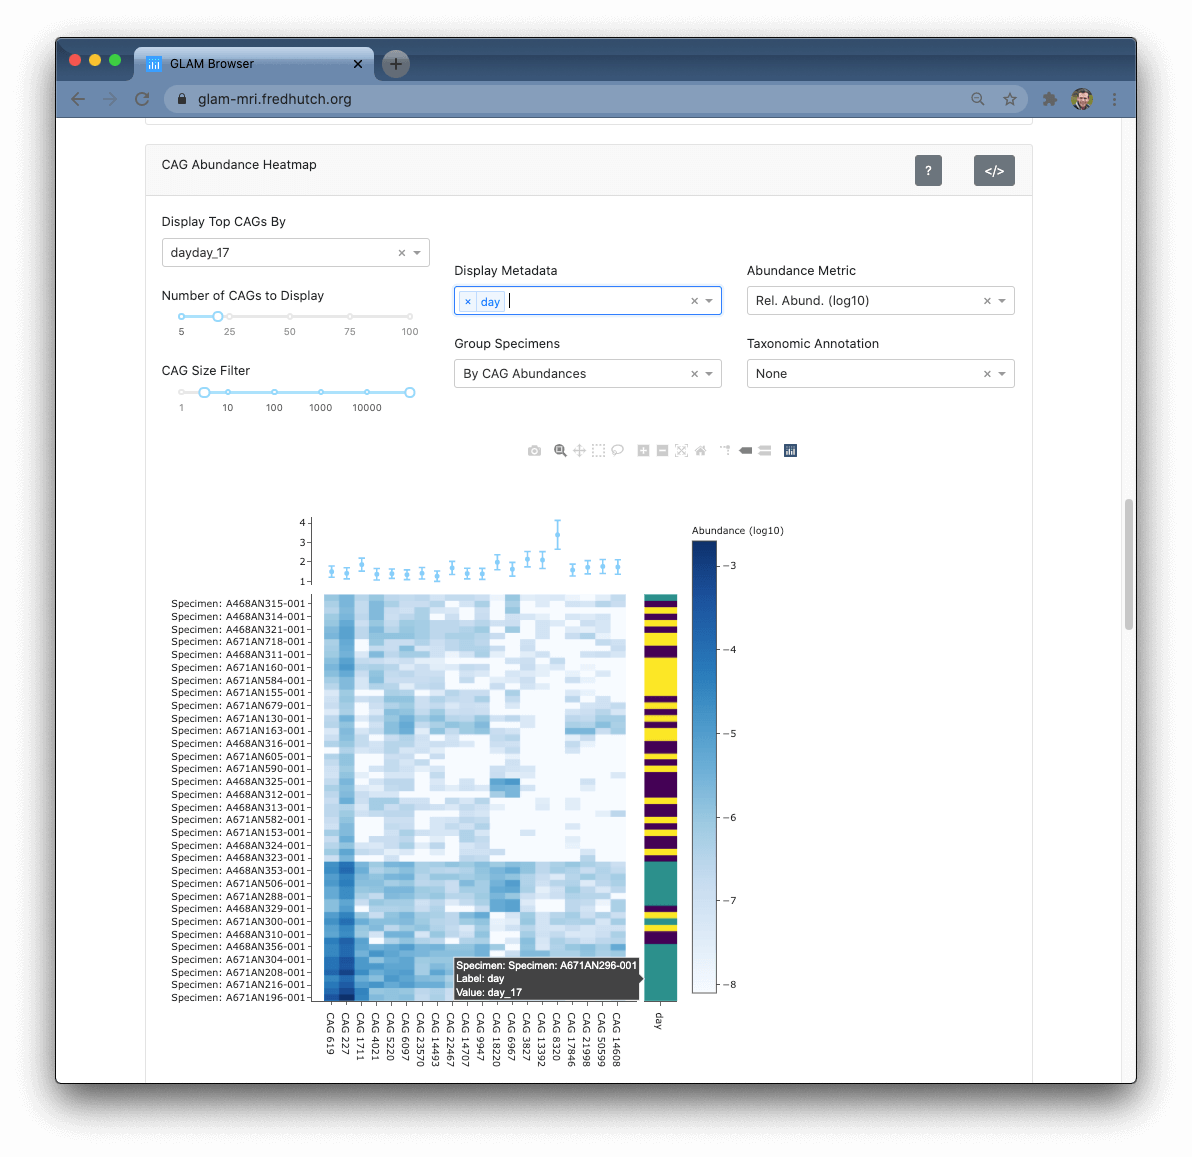 GLAM Browser
glam-mri.fredhutch.org
CAG Abundance Heatmap
?
</>
Display Top CAGs By
dayday_17
Number of CAGs to Display
5 25 50 75 100
CAG Size Filter
1 10 100 1000 10000
Display Metadata
× day
Group Specimens
By CAG Abundances
Abundance Metric
Rel. Abund. (log10)
Taxonomic Annotation
None
4
3
2
1
Specimen: A468AN315-001
Specimen: A468AN314-001
Specimen: A468AN321-001
Specimen: A671AN718-001
Specimen: A468AN311-001
Specimen: A671AN160-001
Specimen: A671AN584-001
Specimen: A671AN155-001
Specimen: A671AN679-001
Specimen: A671AN130-001
Specimen: A671AN163-001
Specimen: A468AN316-001
Specimen: A671AN605-001
Specimen: A671AN590-001
Specimen: A468AN325-001
Specimen: A468AN312-001
Specimen: A468AN313-001
Specimen: A671AN582-001
Specimen: A671AN153-001
Specimen: A468AN324-001
Specimen: A468AN323-001
Specimen: A468AN353-001
Specimen: A671AN506-001
Specimen: A671AN288-001
Specimen: A468AN329-001
Specimen: A671AN300-001
Specimen: A468AN310-001
Specimen: A468AN356-001
Specimen: A671AN304-001
Specimen: A671AN208-001
Specimen: A671AN216-001
Specimen: A671AN196-001
Specimen: Specimen: A671AN296-001
Label: day
Value: day_17
CAG 619
CAG 227
CAG 1711
CAG 4021
CAG 5220
CAG 6097
CAG 23570
CAG 14493
CAG 22467
CAG 14707
CAG 9947
CAG 18220
CAG 6967
CAG 3827
CAG 13392
CAG 8320
CAG 17846
CAG 21998
CAG 50599
CAG 14608
day
Abundance (log10)
−3
−4
−5
−6
−7
−8